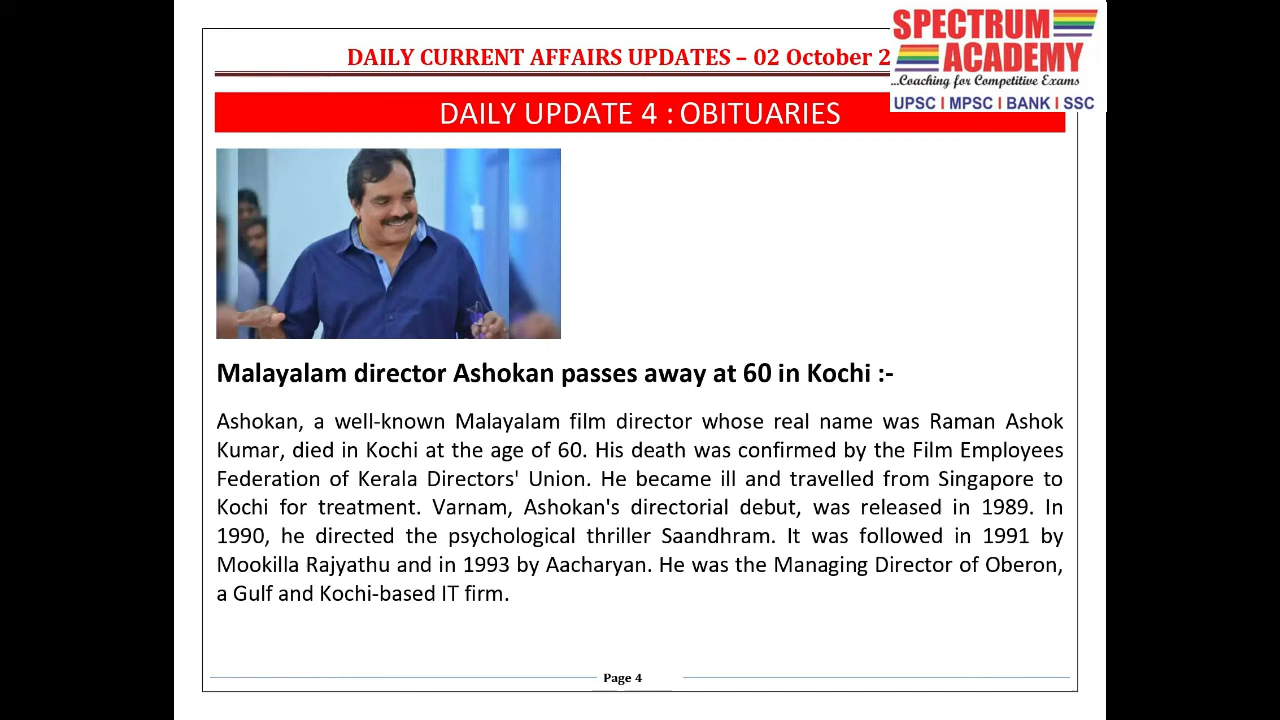 SPECTRUM
ACADEMY
...Coaching for Competitive Exams
UPSC | MPSC | BANK | SSC
DAILY CURRENT AFFAIRS UPDATES – 02 October 2
DAILY UPDATE 4 : OBITUARIES
Malayalam director Ashokan passes away at 60 in Kochi :-
Ashokan, a well-known Malayalam film director whose real name was Raman Ashok
Kumar, died in Kochi at the age of 60. His death was confirmed by the Film Employees
Federation of Kerala Directors' Union. He became ill and travelled from Singapore to
Kochi for treatment. Varnam, Ashokan's directorial debut, was released in 1989. In
1990, he directed the psychological thriller Saandhram. It was followed in 1991 by
Mookilla Rajyathu and in 1993 by Aacharyan. He was the Managing Director of Oberon,
a Gulf and Kochi-based IT firm.
Page 4